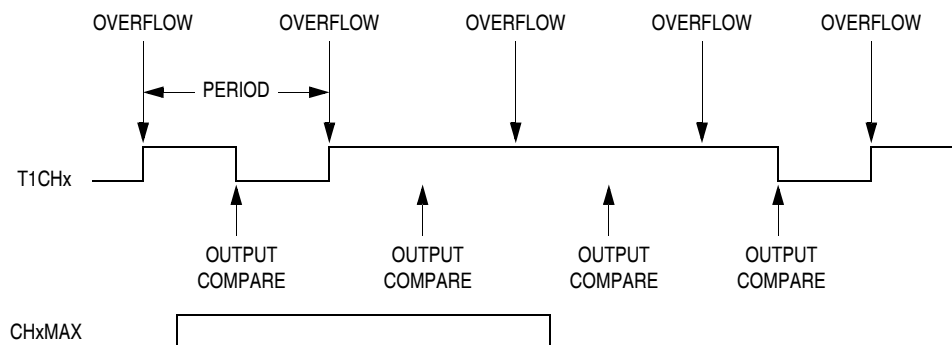 OVERFLOW OVERFLOW OVERFLOW OVERFLOW OVERFLOW
PERIOD
T1CHx
OUTPUT COMPARE
OUTPUT COMPARE
OUTPUT COMPARE
OUTPUT COMPARE
CHxMAX